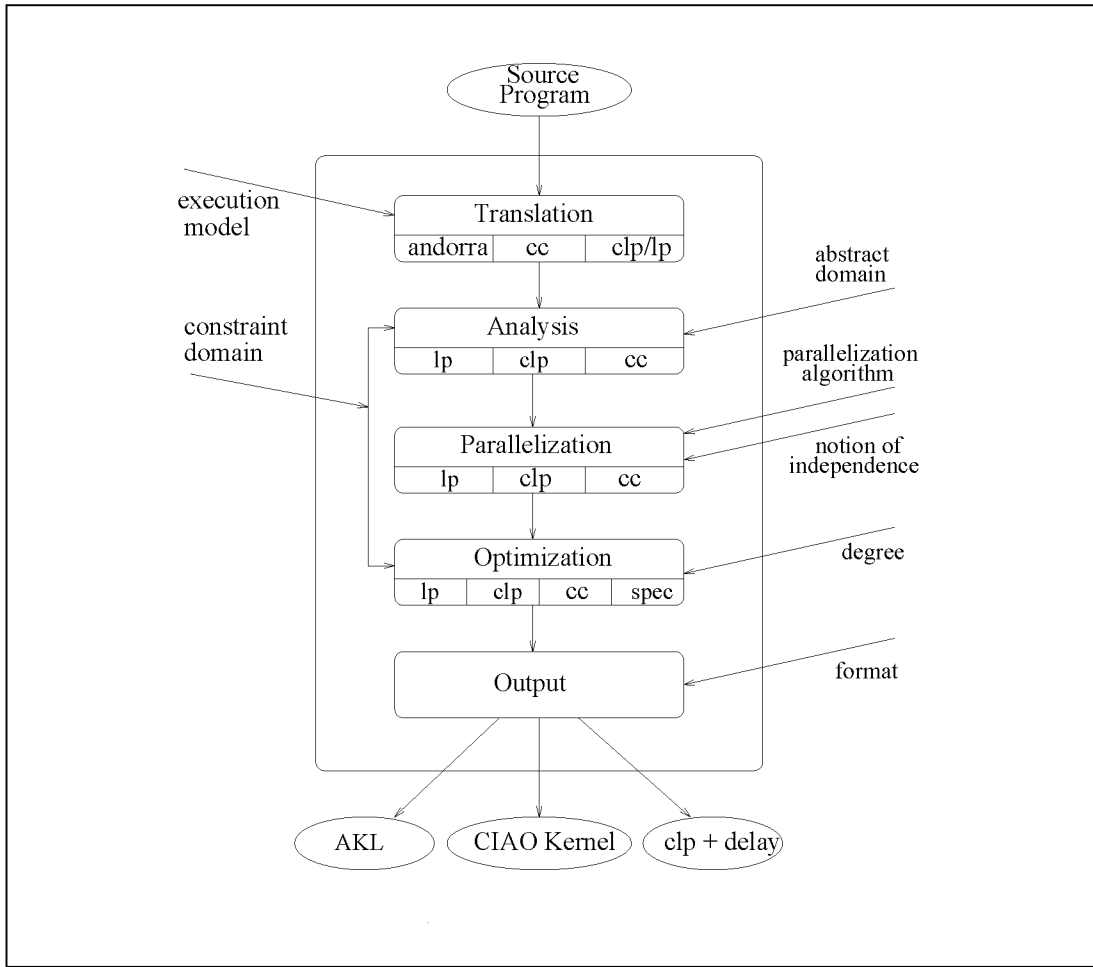 Source
Program
execution
model
Translation
andorra cc clp/lp
abstract
domain
constraint
domain
Analysis
lp clp cc
parallelization
algorithm
Parallelization
lp clp cc
notion of
independence
Optimization
lp clp cc spec
degree
Output
format
AKL
CIAO Kernel
clp + delay